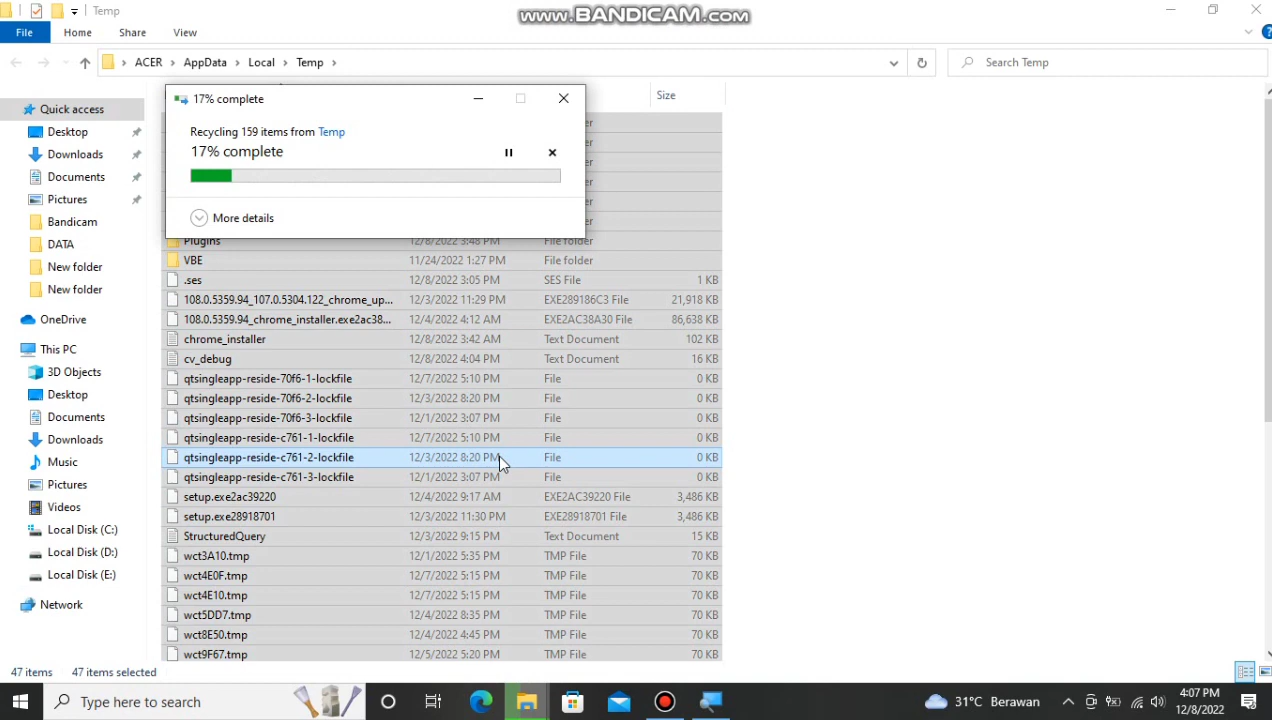 Temp
www.BANDICAM.com
File Home Share View
ACER AppData Local Temp
Search Temp
Size
17% complete
Recycling 159 items from Temp
17% complete
More details
Quick access
Desktop
Downloads
Documents
Pictures
Bandicam
DATA
New folder
New folder
OneDrive
This PC
3D Objects
Desktop
Documents
Downloads
Music
Pictures
Videos
Local Disk (C:)
Local Disk (D:)
Local Disk (E:)
Network
Plugins 12/8/2022 3:48 PM File folder
VBE 11/24/2022 1:27 PM File folder
.ses 12/8/2022 3:05 PM SES File 1 KB
108.0.5359.94_107.0.5304.122_chrome_up... 12/3/2022 11:29 PM EXE289186C3 File 21,918 KB
108.0.5359.94_chrome_installer.exe2ac38... 12/4/2022 4:12 AM EXE2AC38A30 File 86,638 KB
chrome_installer 12/8/2022 3:42 AM Text Document 102 KB
cv_debug 12/8/2022 4:04 PM Text Document 16 KB
qtsingleapp-reside-70f6-1-lockfile 12/7/2022 5:10 PM File 0 KB
qtsingleapp-reside-70f6-2-lockfile 12/3/2022 8:20 PM File 0 KB
qtsingleapp-reside-70f6-3-lockfile 12/1/2022 3:07 PM File 0 KB
qtsingleapp-reside-c761-1-lockfile 12/7/2022 5:10 PM File 0 KB
qtsingleapp-reside-c761-2-lockfile 12/3/2022 8:20 PM File 0 KB
qtsingleapp-reside-c761-3-lockfile 12/1/2022 3:07 PM File 0 KB
setup.exe2ac39220 12/4/2022 9:17 AM EXE2AC39220 File 3,486 KB
setup.exe28918701 12/3/2022 11:30 PM EXE28918701 File 3,486 KB
StructuredQuery 12/3/2022 9:15 PM Text Document 15 KB
wct3A10.tmp 12/1/2022 5:35 PM TMP File 70 KB
wct4E0F.tmp 12/7/2022 5:15 PM TMP File 70 KB
wct4E10.tmp 12/7/2022 5:15 PM TMP File 70 KB
wct5DD7.tmp 12/4/2022 8:35 PM TMP File 70 KB
wct8E50.tmp 12/4/2022 4:45 PM TMP File 70 KB
wct9F67.tmp 12/5/2022 5:20 PM TMP File 70 KB
47 items 47 items selected
Type here to search
31°C Berawan
4:07 PM
12/8/2022